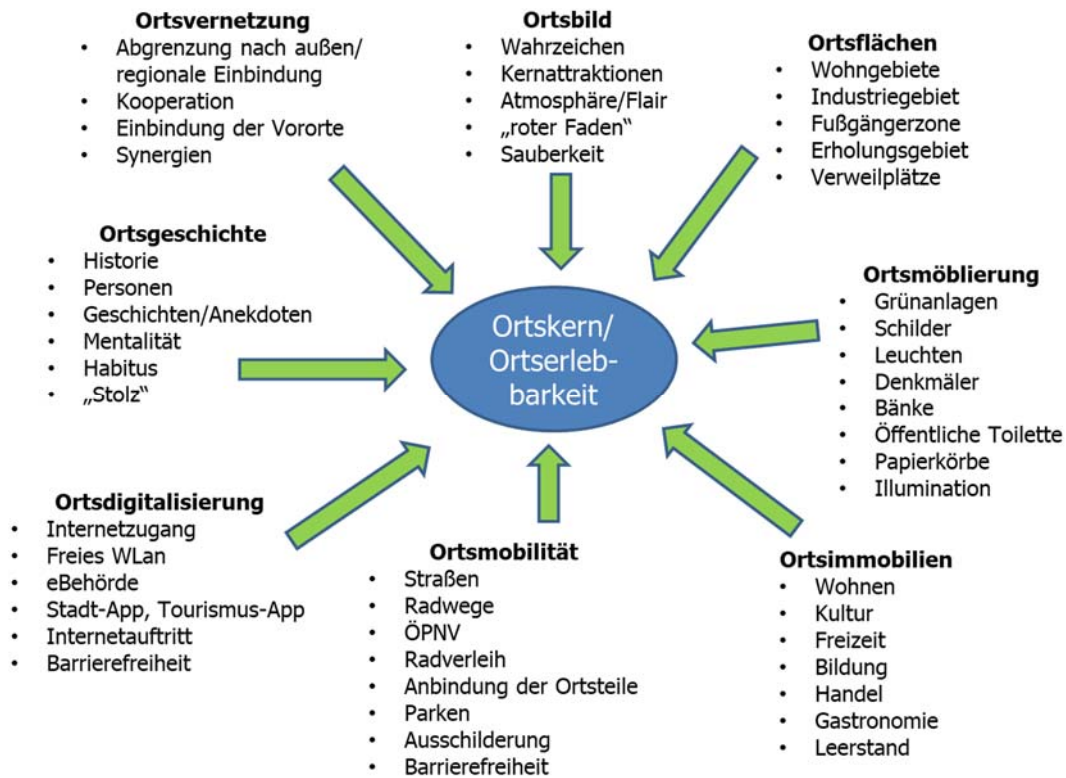 Ortsvernetzung
• Abgrenzung nach außen/
regionale Einbindung
• Kooperation
• Einbindung der Vororte
• Synergien
Ortsbild
• Wahrzeichen
• Kernattraktionen
• Atmosphäre/Flair
• „roter Faden“
• Sauberkeit
Ortsflächen
• Wohngebiete
• Industriegebiet
• Fußgängerzone
• Erholungsgebiet
• Verweilplätze
Ortsgeschichte
• Historie
• Personen
• Geschichten/Anekdoten
• Mentalität
• Habitus
• „Stolz“
Ortskern/
Ortserleb-
barkeit
Ortsmöblierung
• Grünanlagen
• Schilder
• Leuchten
• Denkmäler
• Bänke
• Öffentliche Toilette
• Papierkörbe
• Illumination
Ortsdigitalisierung
• Internetzugang
• Freies WLan
• eBehörde
• Stadt-App, Tourismus-App
• Internetauftritt
• Barrierefreiheit
Ortsmobilität
• Straßen
• Radwege
• ÖPNV
• Radverleih
• Anbindung der Ortsteile
• Parken
• Ausschilderung
• Barrierefreiheit
Ortsimmobilien
• Wohnen
• Kultur
• Freizeit
• Bildung
• Handel
• Gastronomie
• Leerstand